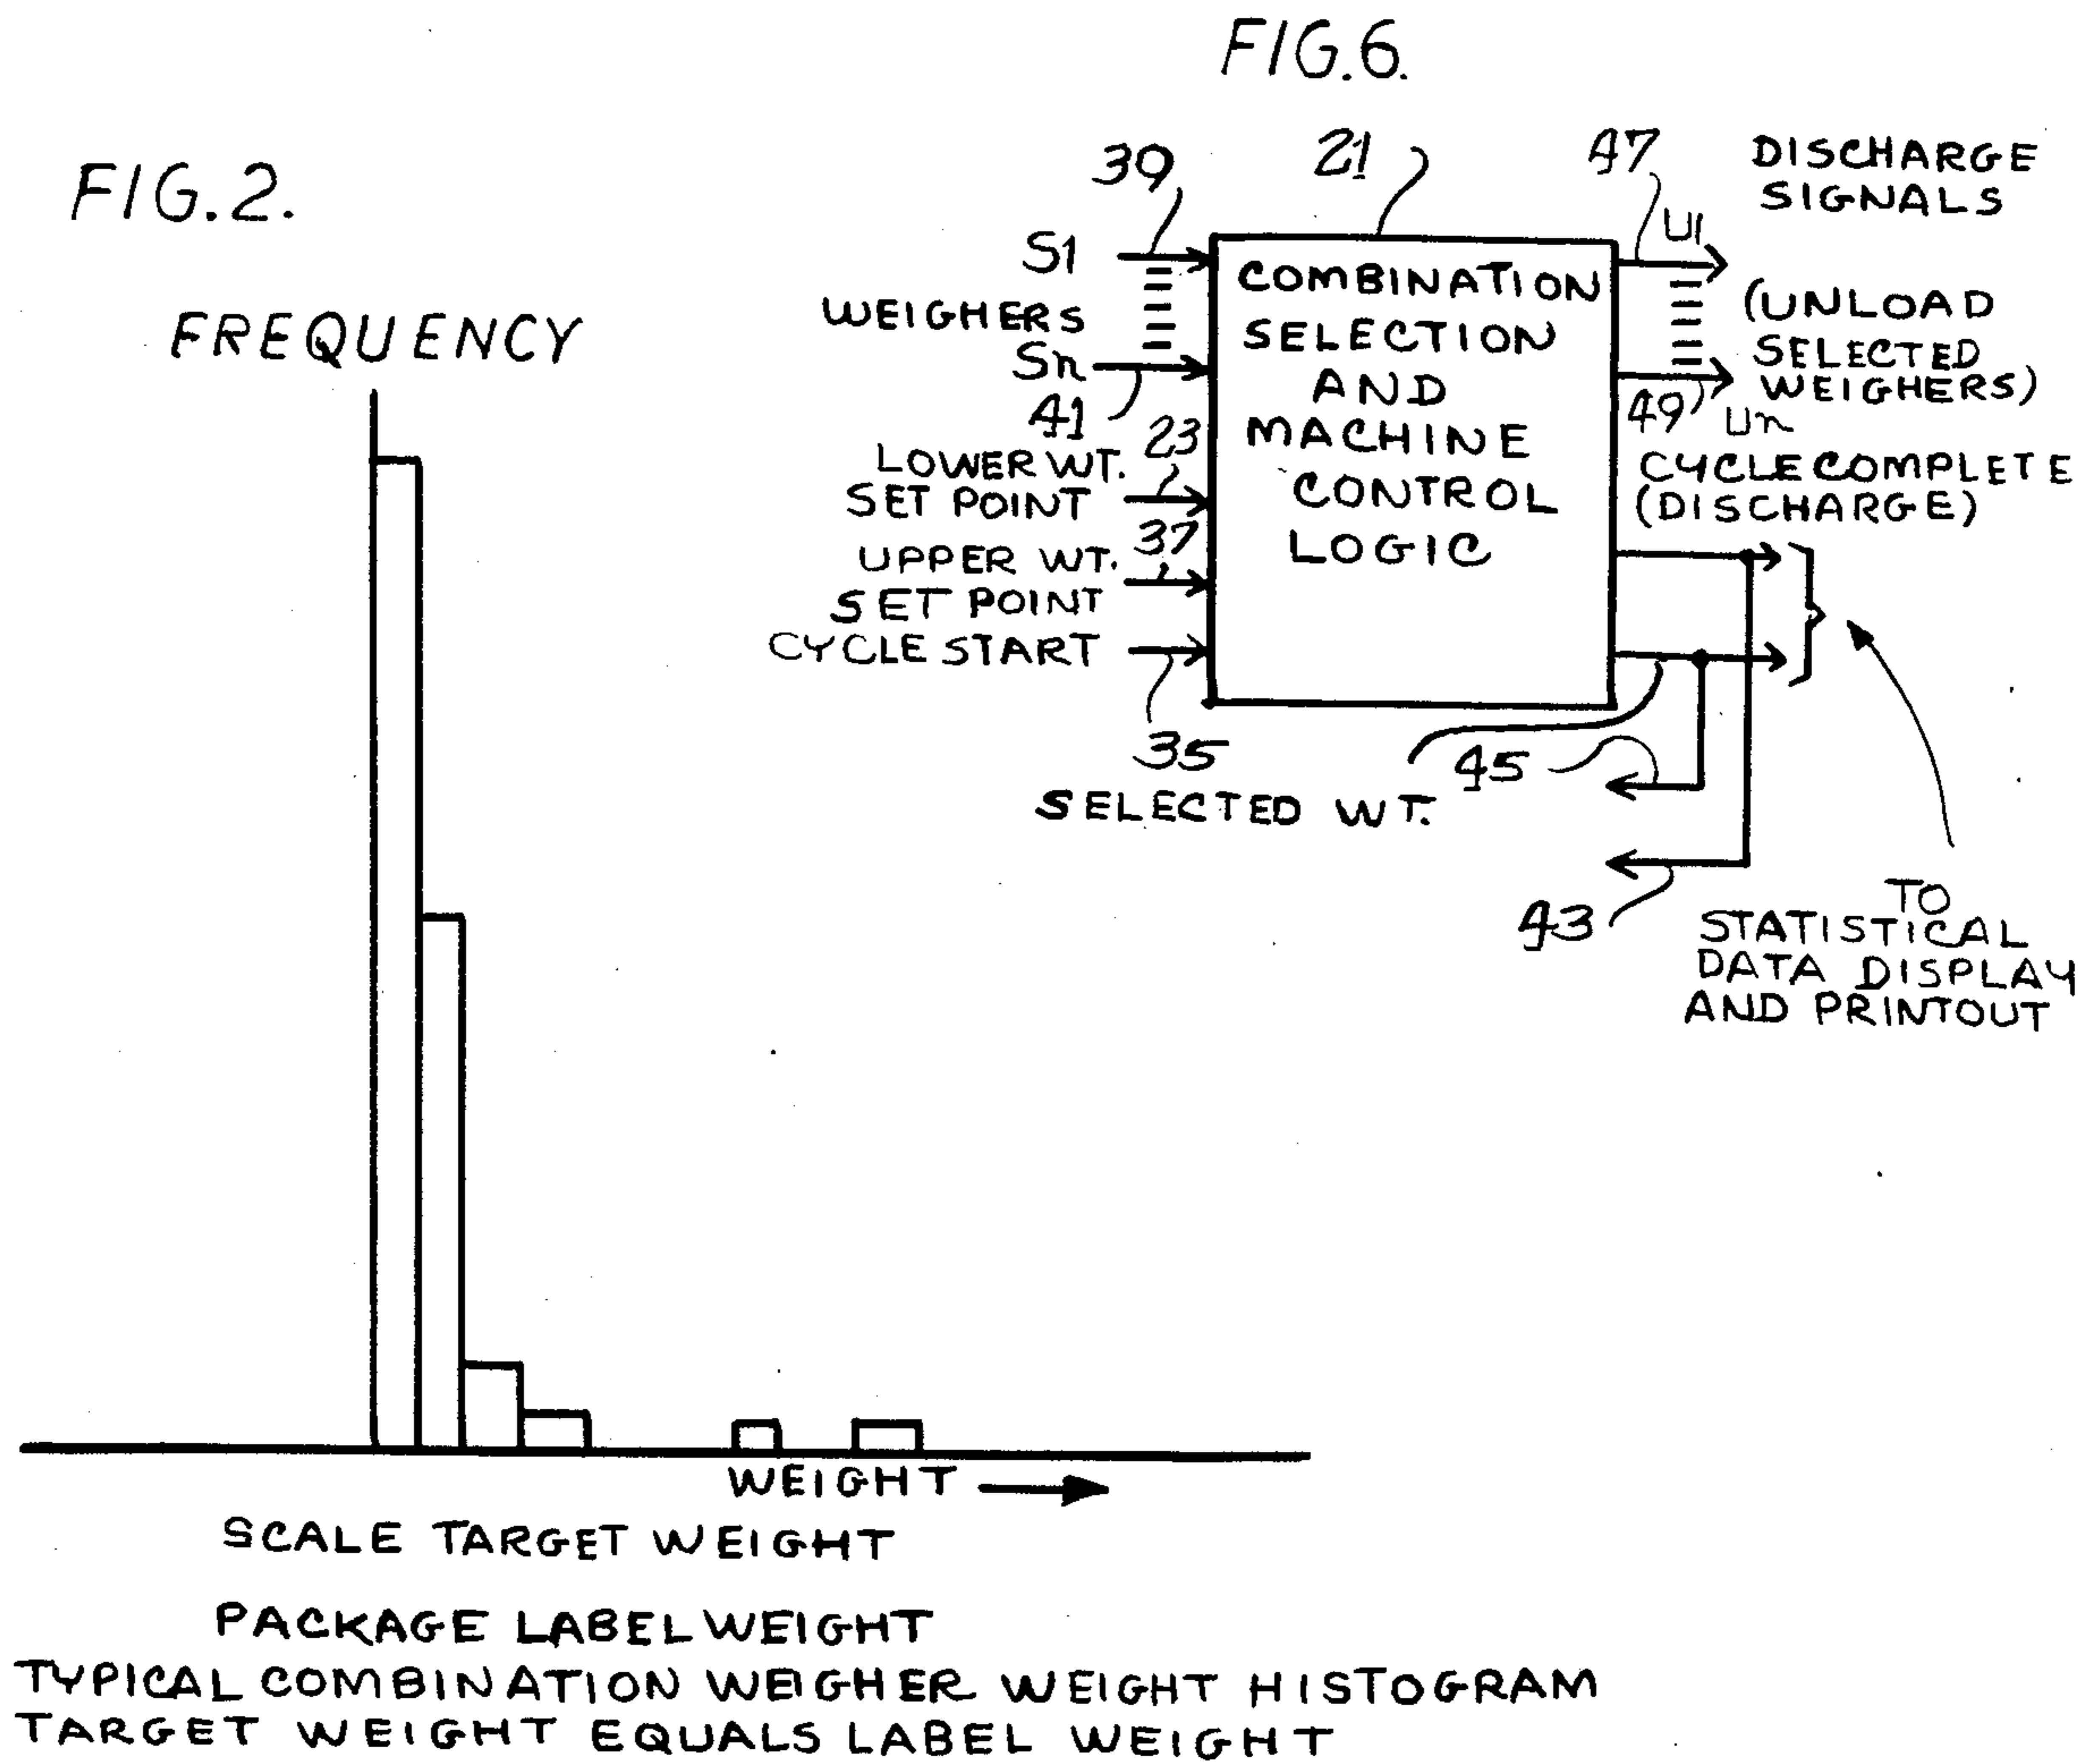 FIG.6.
FIG.2.
39
21
47
DISCHARGE
SIGNALS
S1
U1
WEIGHERS
Sn
41
COMBINATION
SELECTION
AND
MACHINE
CONTROL
LOGIC
(UNLOAD
SELECTED
WEIGHERS)
49
Un
FREQUENCY
23
LOWER WT.
SET POINT
37
UPPER WT.
SET POINT
CYCLE START
35
CYCLE COMPLETE
(DISCHARGE)
45
SELECTED WT.
43
TO
STATISTICAL
DATA DISPLAY
AND PRINTOUT
WEIGHT
SCALE TARGET WEIGHT
PACKAGE LABEL WEIGHT
TYPICAL COMBINATION WEIGHER WEIGHT HISTOGRAM
TARGET WEIGHT EQUALS LABEL WEIGHT